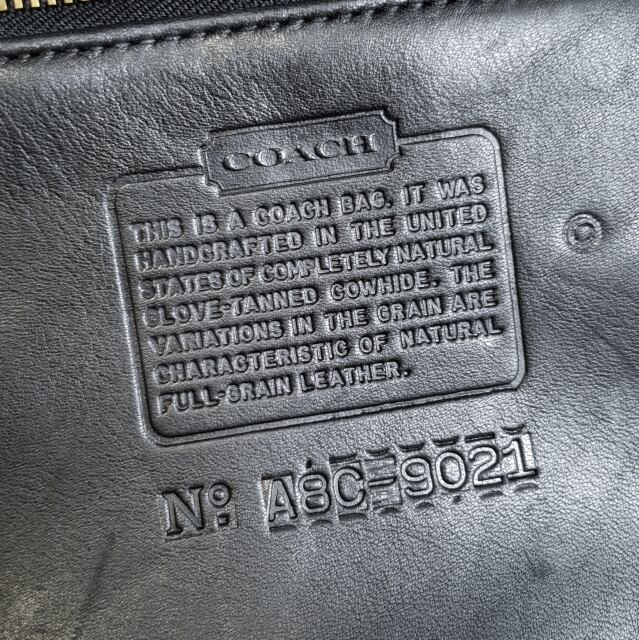 COACH
THIS IS A COACH BAG. IT WAS
HANDCRAFTED IN THE UNITED
STATES OF COMPLETELY NATURAL
GLOVE-TANNED COWHIDE. THE
VARIATIONS IN THE GRAIN ARE
CHARACTERISTIC OF NATURAL
FULL-GRAIN LEATHER.
No: A8C-9021